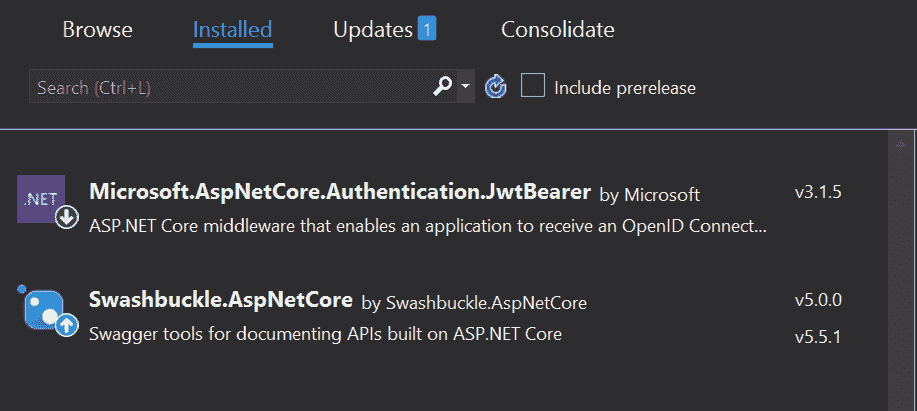 Browse Installed Updates 1 Consolidate
Search (Ctrl+L) Include prerelease
.NET Microsoft.AspNetCore.Authentication.JwtBearer by Microsoft v3.1.5
ASP.NET Core middleware that enables an application to receive an OpenID Connect...
Swashbuckle.AspNetCore by Swashbuckle.AspNetCore v5.0.0
Swagger tools for documenting APIs built on ASP.NET Core v5.5.1